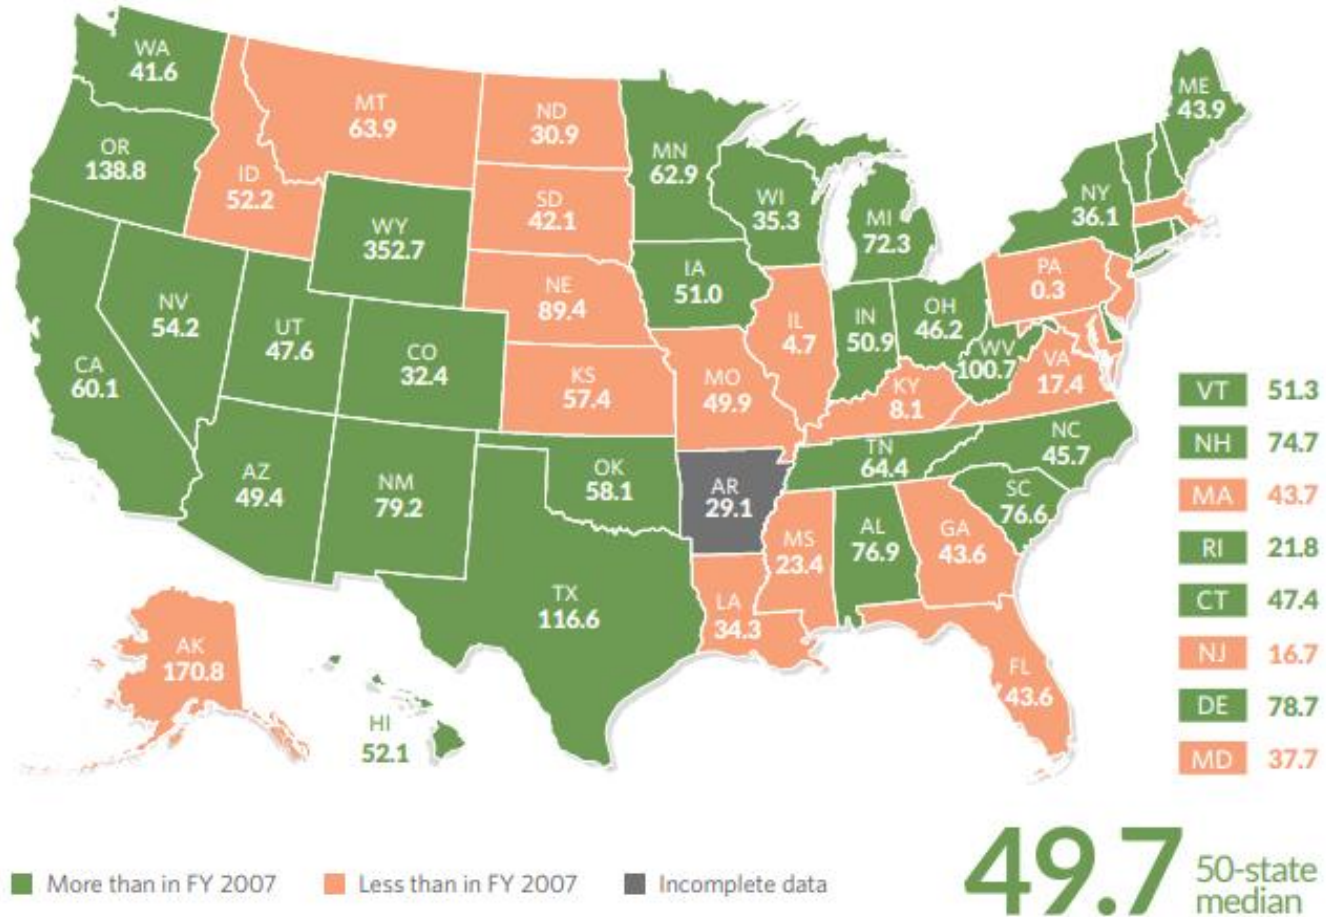 WA
41.6
OR
138.8
CA
60.1
NV
54.2
ID
52.2
MT
63.9
WY
352.7
UT
47.6
CO
32.4
AZ
49.4
NM
79.2
ND
30.9
SD
42.1
NE
89.4
KS
57.4
OK
58.1
TX
116.6
MN
62.9
IA
51.0
MO
49.9
AR
29.1
LA
34.3
WI
35.3
IL
4.7
MI
72.3
IN
50.9
OH
46.2
KY
8.1
TN
64.4
MS
23.4
AL
76.9
GA
43.6
FL
43.6
SC
76.6
NC
45.7
VA
17.4
WV
100.7
PA
0.3
NY
36.1
ME
43.9
AK
170.8
HI
52.1
VT 51.3
NH 74.7
MA 43.7
RI 21.8
CT 47.4
NJ 16.7
DE 78.7
MD 37.7
More than in FY 2007
Less than in FY 2007
Incomplete data
49.7
50-state
median